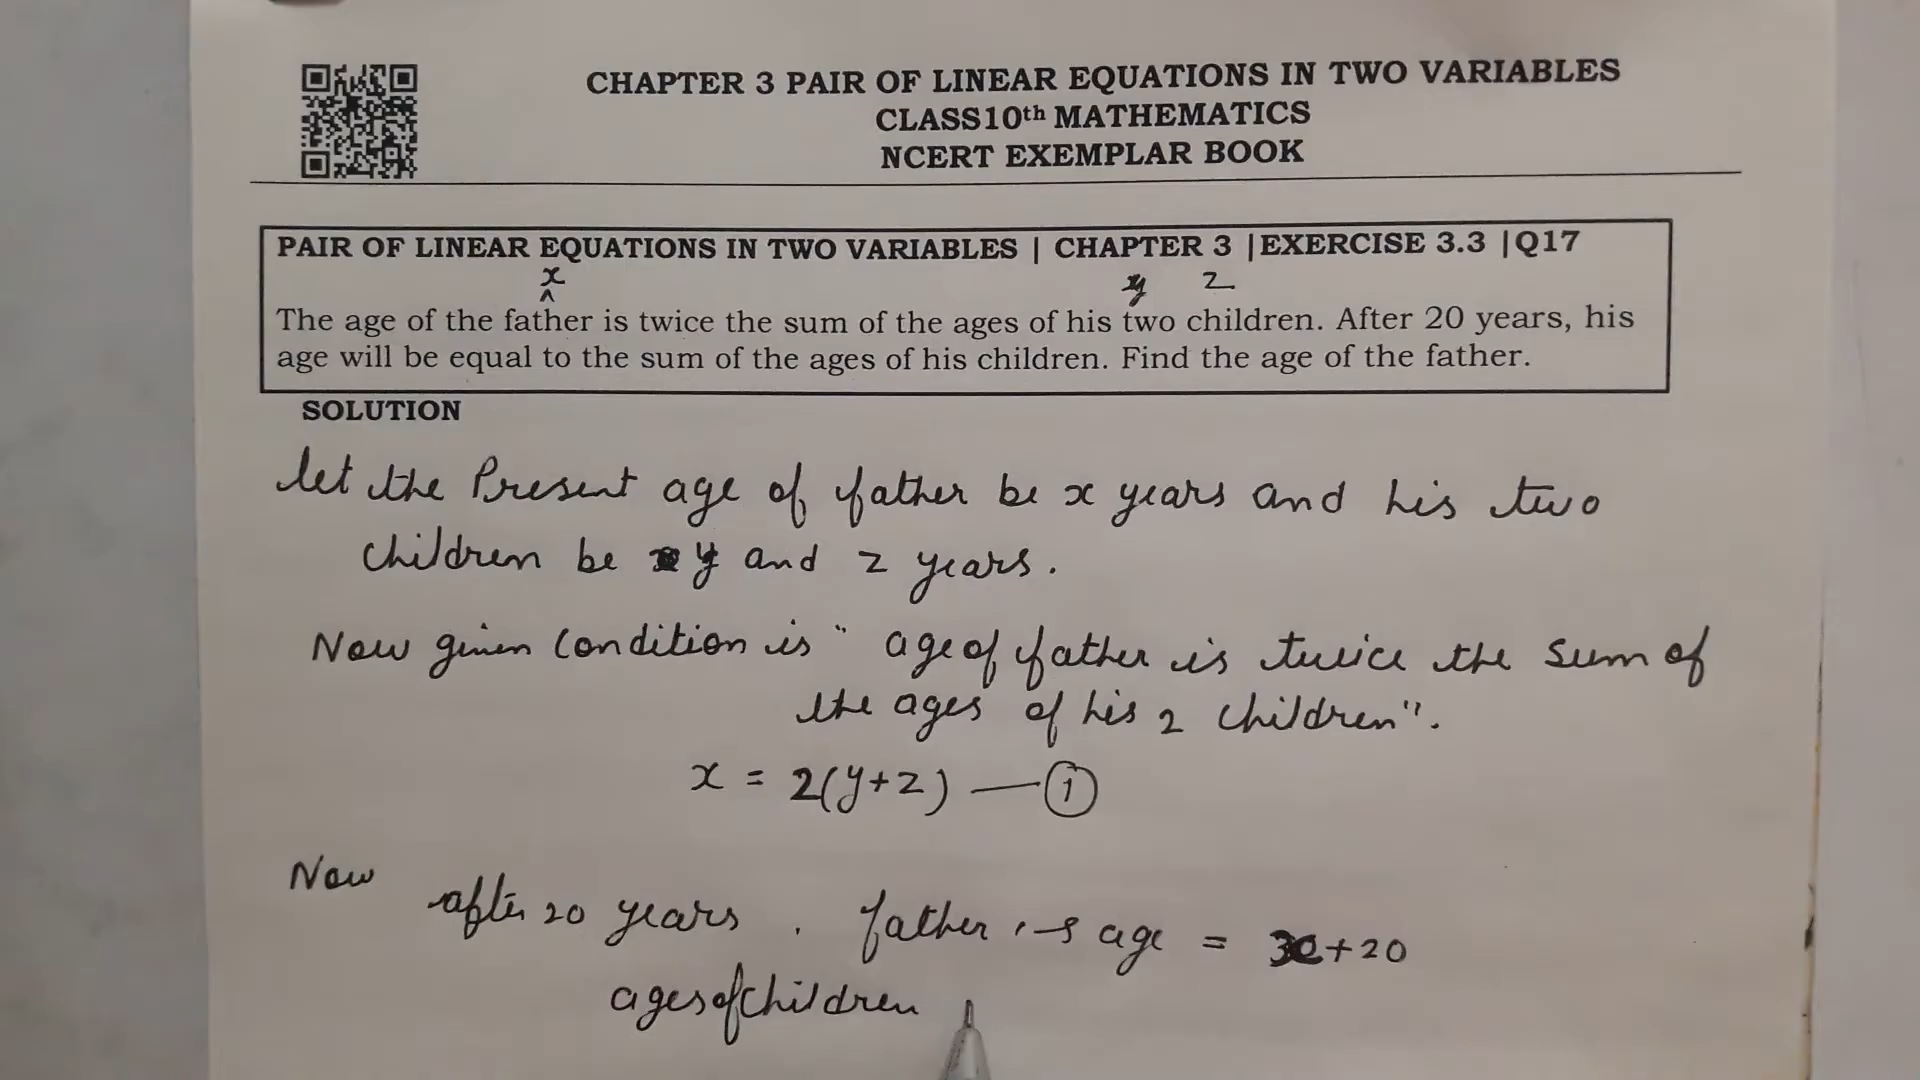 CHAPTER 3 PAIR OF LINEAR EQUATIONS IN TWO VARIABLES
CLASS10th MATHEMATICS
NCERT EXEMPLAR BOOK
PAIR OF LINEAR EQUATIONS IN TWO VARIABLES | CHAPTER 3 |EXERCISE 3.3 |Q17
x y z
^
The age of the father is twice the sum of the ages of his two children. After 20 years, his
age will be equal to the sum of the ages of his children. Find the age of the father.
SOLUTION
let the Present age of father be x years and his two
children be y and z years.
Now given Condition is " age of father is twice the sum of
the ages of his 2 children".
x = 2(y+z) — ①
Now after 20 years, father's age = x+20
ages of children